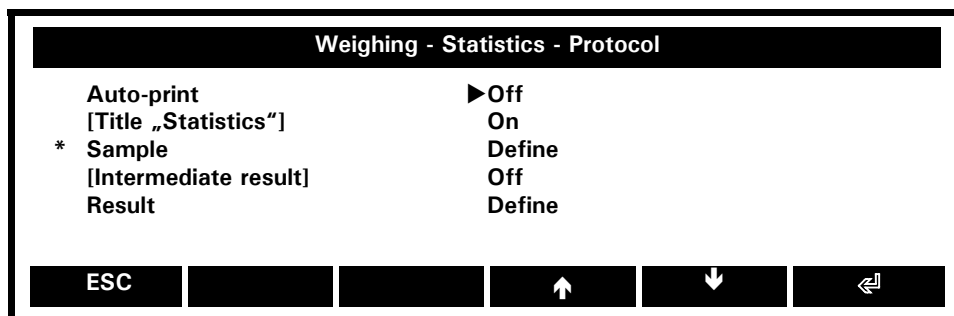 Weighing - Statistics - Protocol
Auto-print ▶Off
[Title „Statistics“] On
* Sample Define
[Intermediate result] Off
Result Define
ESC ↑ ↓ ↵